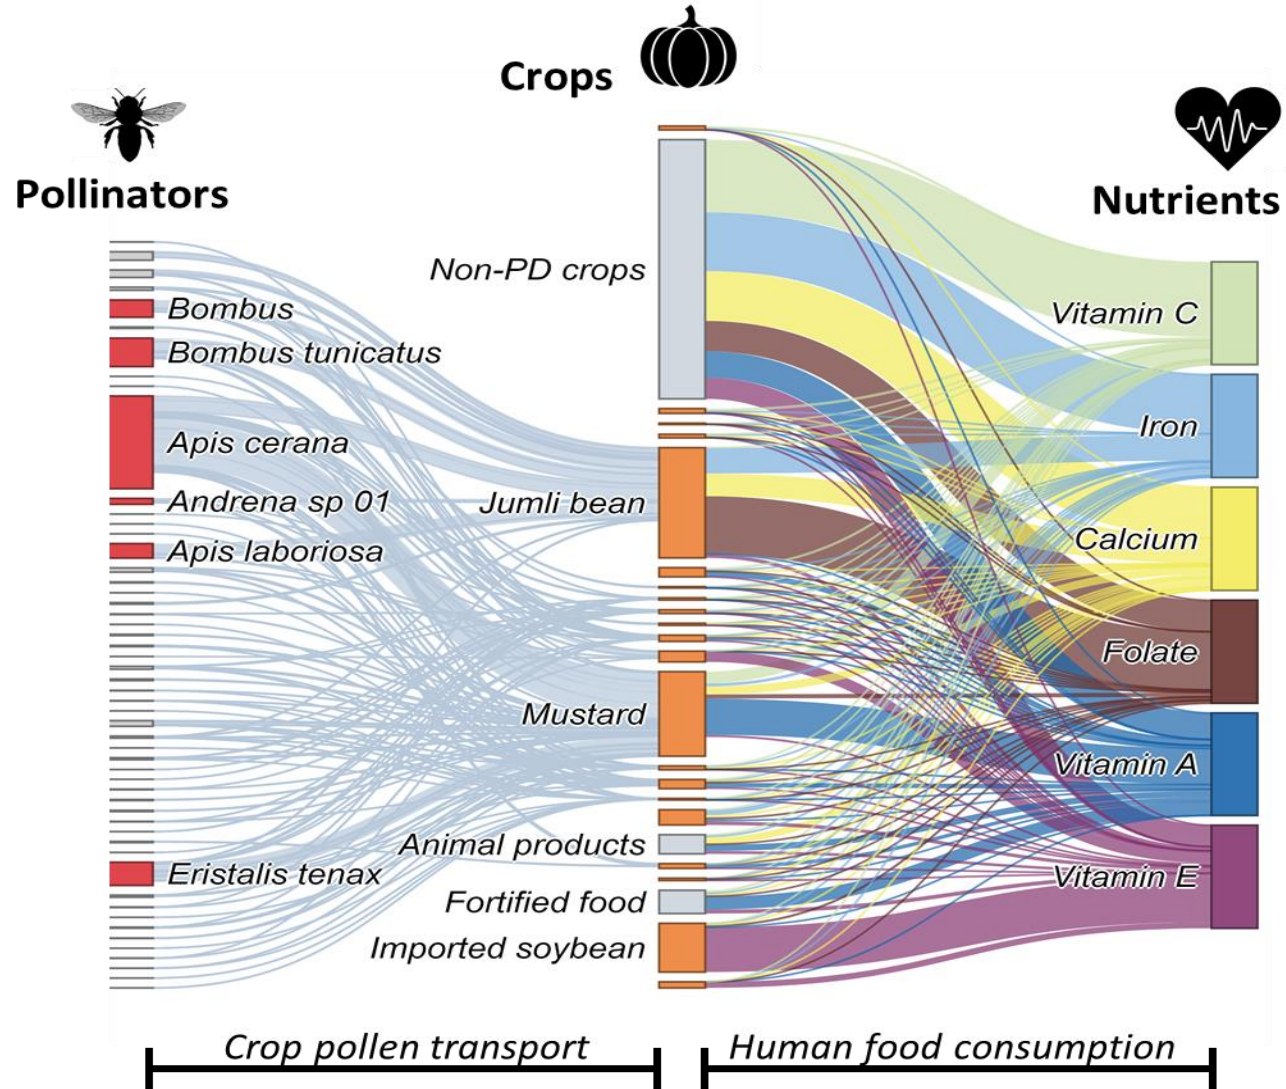 Crops
Pollinators
Nutrients
Bombus
Bombus tunicatus
Apis cerana
Andrena sp 01
Apis laboriosa
Eristalis tenax
Non-PD crops
Jumli bean
Mustard
Animal products
Fortified food
Imported soybean
Vitamin C
Iron
Calcium
Folate
Vitamin A
Vitamin E
Crop pollen transport
Human food consumption